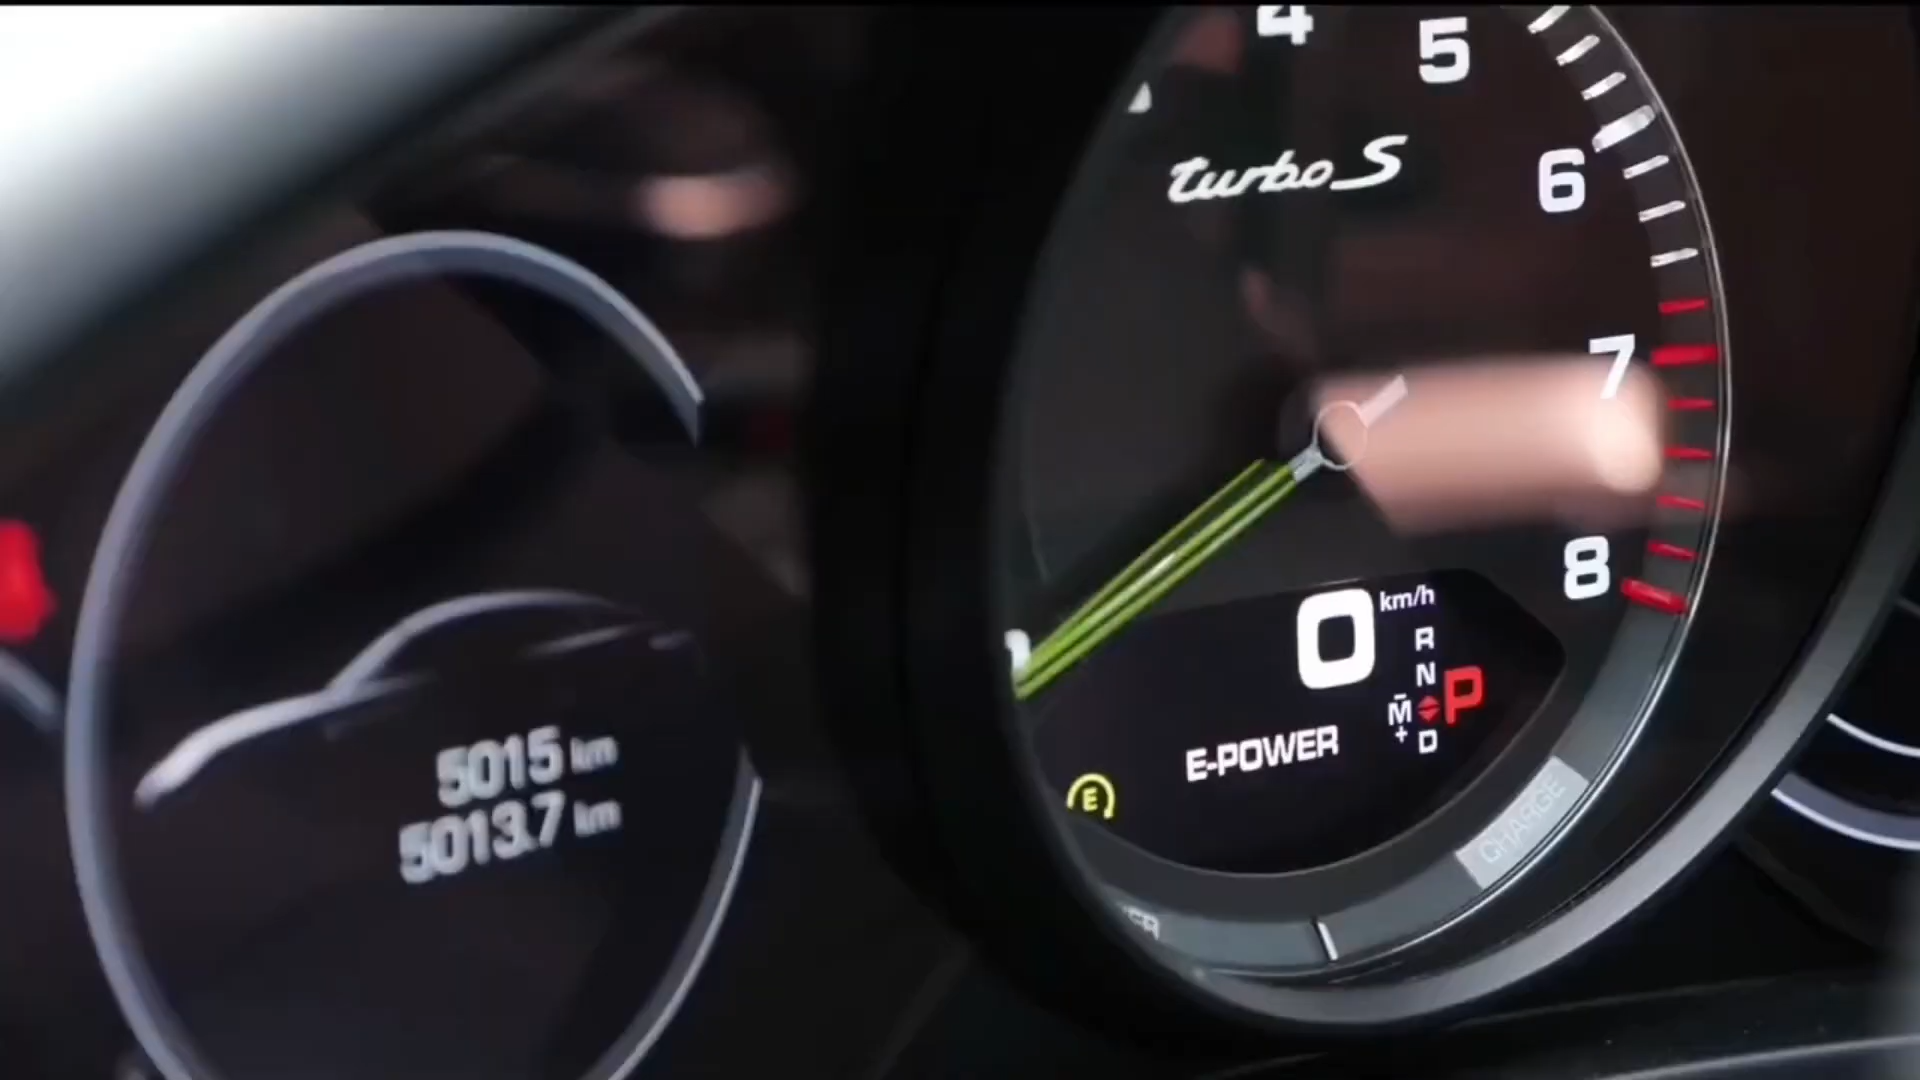 5015 km
5013.7 km
4
5
turbo S
6
7
8
0 km/h
R
N
M P
+ D
E-POWER
E
CHARGE